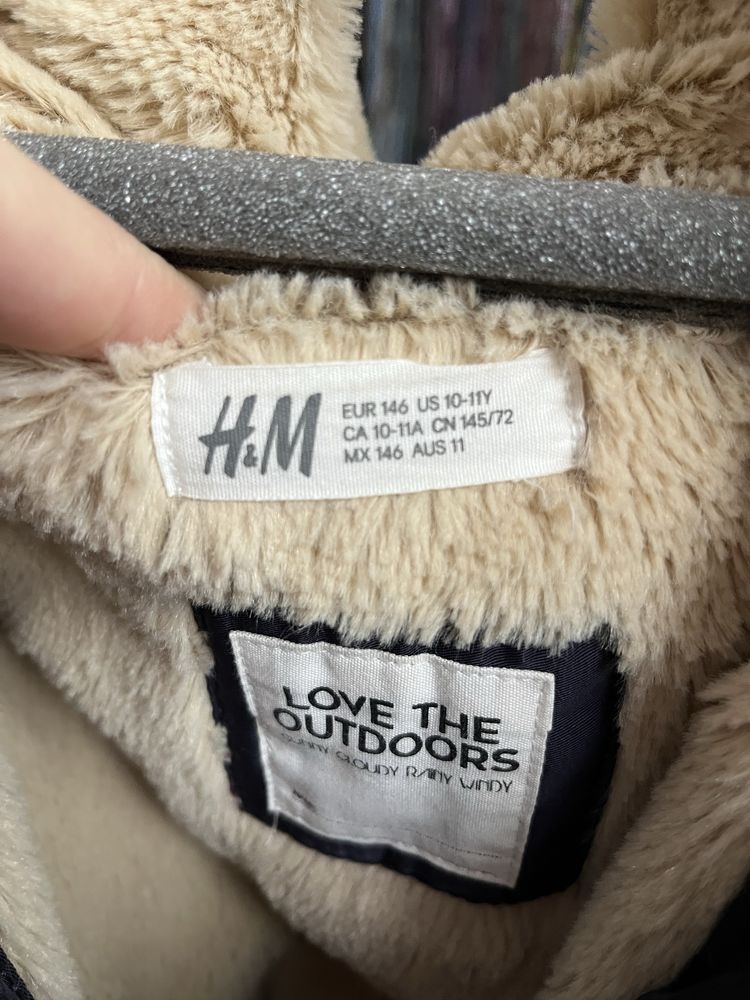 H&M
EUR 146 US 10-11Y
CA 10-11A CN 145/72
MX 146 AUS 11
LOVE THE
OUTDOORS
SUNNY CLOUDY RAINY WINDY